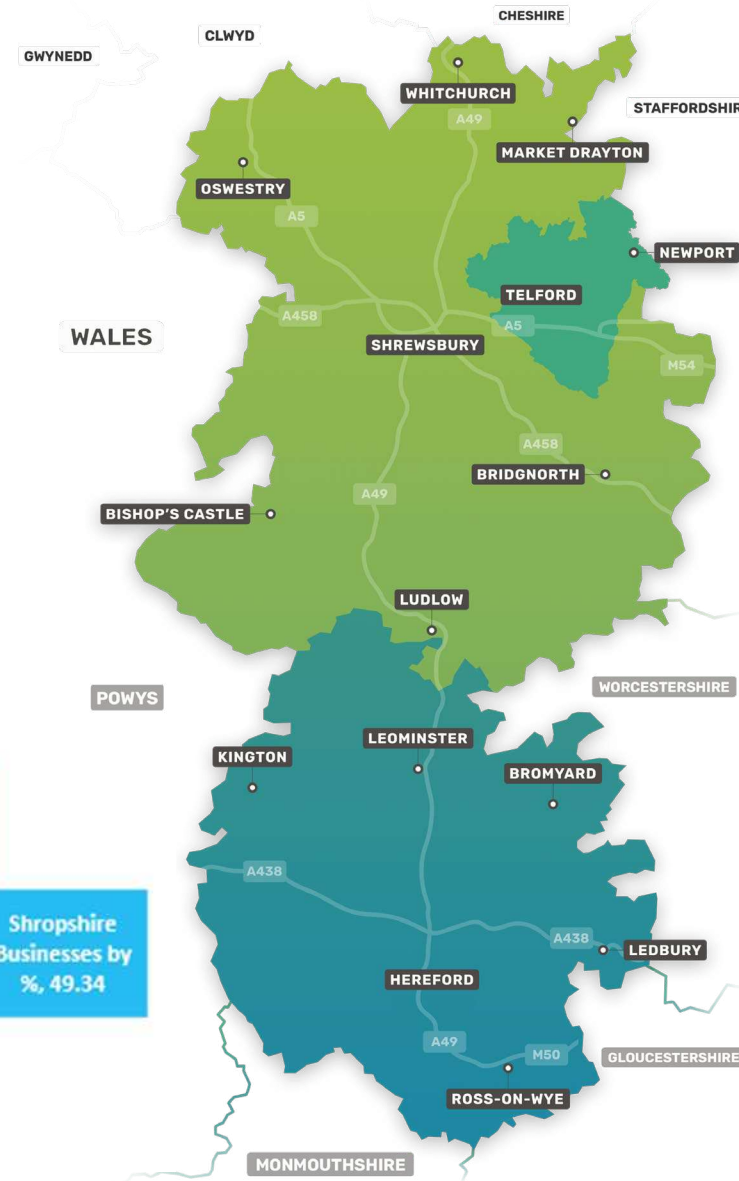 CHESHIRE
CLWYD
GWYNEDD
WHITCHURCH
STAFFORDSHIR
A49
MARKET DRAYTON
OSWESTRY
A5
NEWPORT
TELFORD
A458
A5
WALES
SHREWSBURY
M54
A458
BRIDGNORTH
A49
BISHOP'S CASTLE
LUDLOW
WORCESTERSHIRE
POWYS
LEOMINSTER
KINGTON
BROMYARD
A438
Shropshire
Businesses by
%, 49.34
A438
LEDBURY
HEREFORD
A49
M50
GLOUCESTERSHIRE
ROSS-ON-WYE
MONMOUTHSHIRE